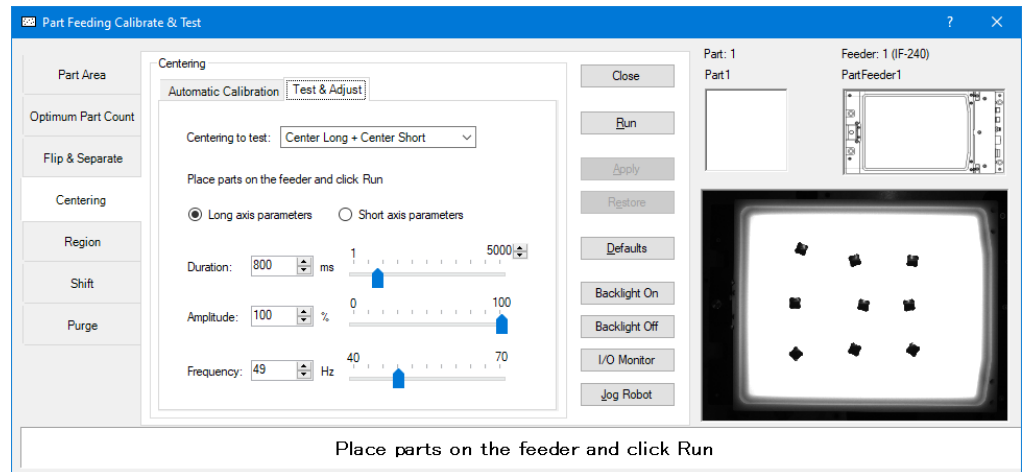 Part Feeding Calibrate & Test
? ×
Part Area
Optimum Part Count
Flip & Separate
Centering
Region
Shift
Purge
Centering
Automatic Calibration Test & Adjust
Centering to test: Center Long + Center Short
Place parts on the feeder and click Run
Long axis parameters Short axis parameters
Duration: 800 ms 1 5000
Amplitude: 100 % 0 100
Frequency: 49 Hz 40 70
Close
Run
Apply
Restore
Defaults
Backlight On
Backlight Off
I/O Monitor
Jog Robot
Part: 1 Feeder: 1 (IF-240)
Part1 PartFeeder1
Place parts on the feeder and click Run